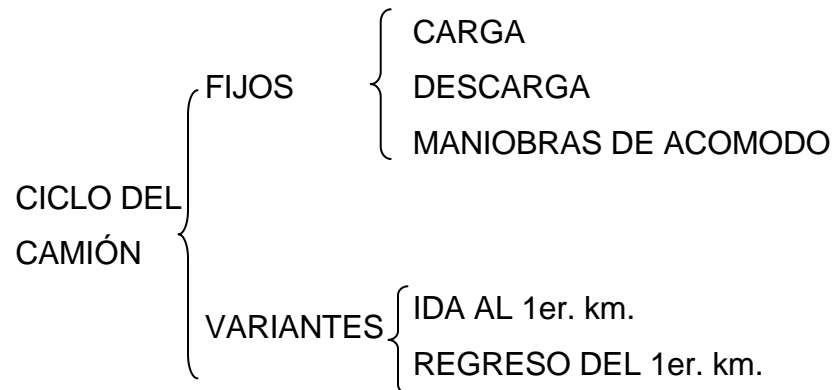 CICLO DEL
CAMIÓN
FIJOS
CARGA
DESCARGA
MANIOBRAS DE ACOMODO
VARIANTES
IDA AL 1er. km.
REGRESO DEL 1er. km.